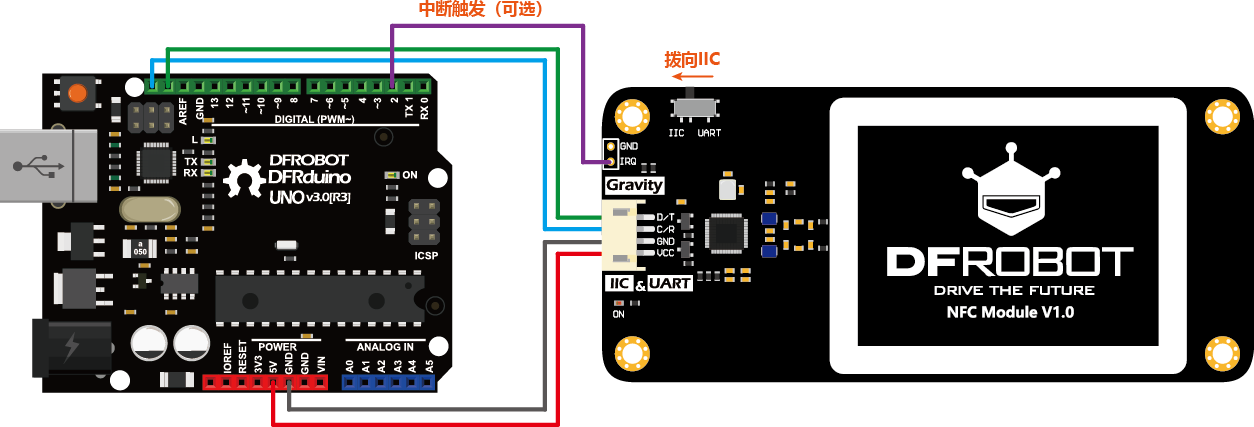 中断触发（可选）
拨向IIC
AREF
GND
13
12
~11
~10
~9
8
7
~6
~5
4
~3
2
TX 1
RX 0
DIGITAL (PWM~)
L
TX
RX
DFROBOT
DFRduino
UNO v3.0[R3]
ON
ICSP
a
050
POWER
ANALOG IN
IOREF
RESET
3V3
5V
GND
GND
VIN
A0
A1
A2
A3
A4
A5
IIC UART
GND
IRQ
Gravity
D/T
C/R
GND
VCC
IIC & UART
ON
DFROBOT
DRIVE THE FUTURE
NFC Module V1.0